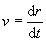 v = dr/dt